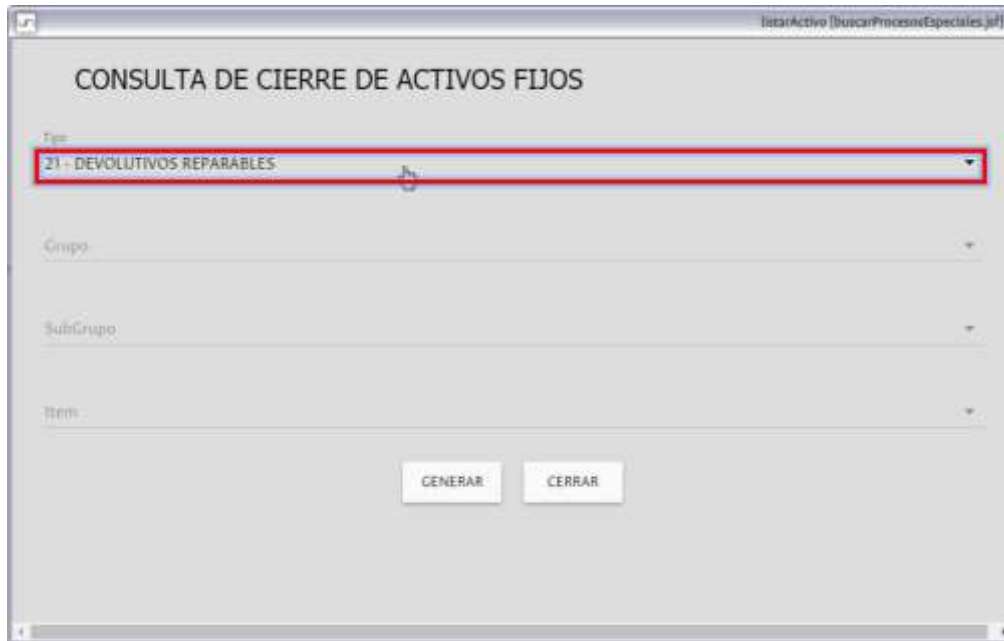 listarActivo [buscarProcesosEspeciales.jsf]
CONSULTA DE CIERRE DE ACTIVOS FIJOS
Tipo
21 - DEVOLUTIVOS REPARABLES
Grupo
SubGrupo
Item
GENERAR CERRAR